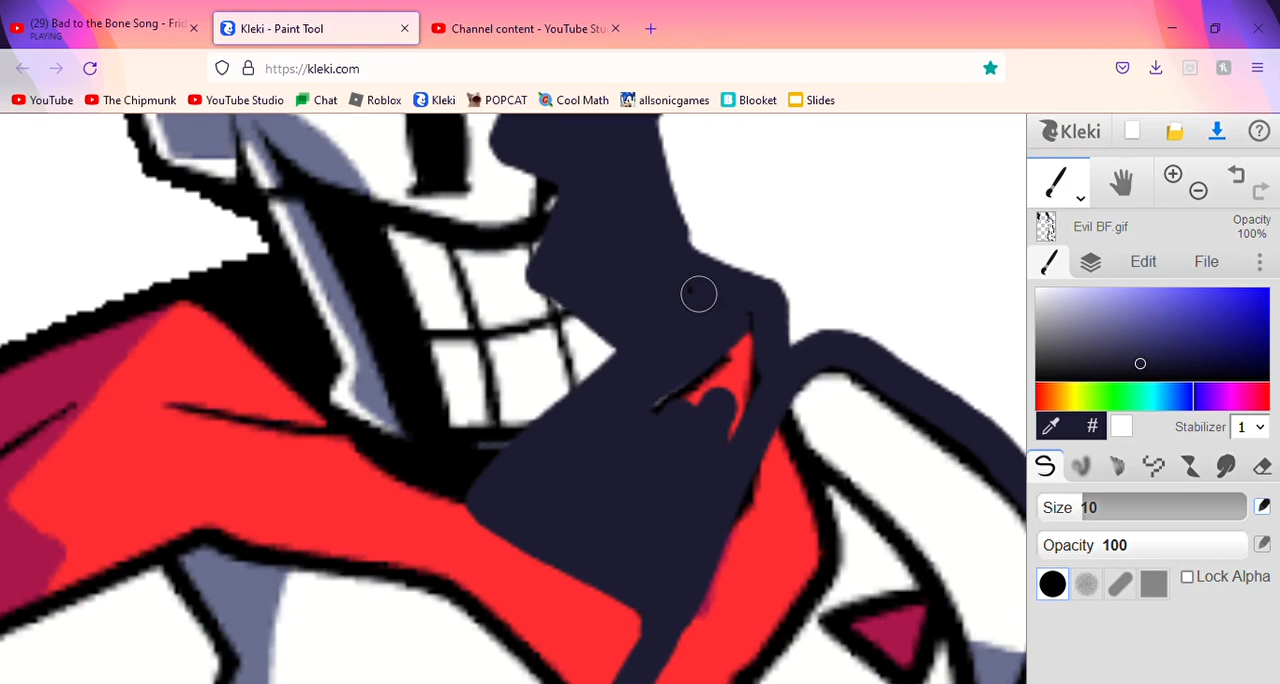 (29) Bad to the Bone Song - Frid
PLAYING
Kleki - Paint Tool
Channel content - YouTube Stu
https://kleki.com
YouTube
The Chipmunk
YouTube Studio
Chat
Roblox
Kleki
POPCAT
Cool Math
allsonicgames
Blooket
Slides
Kleki
Evil BF.gif
Opacity
100%
Edit
File
#
Stabilizer
1
Size 10
Opacity 100
Lock Alpha